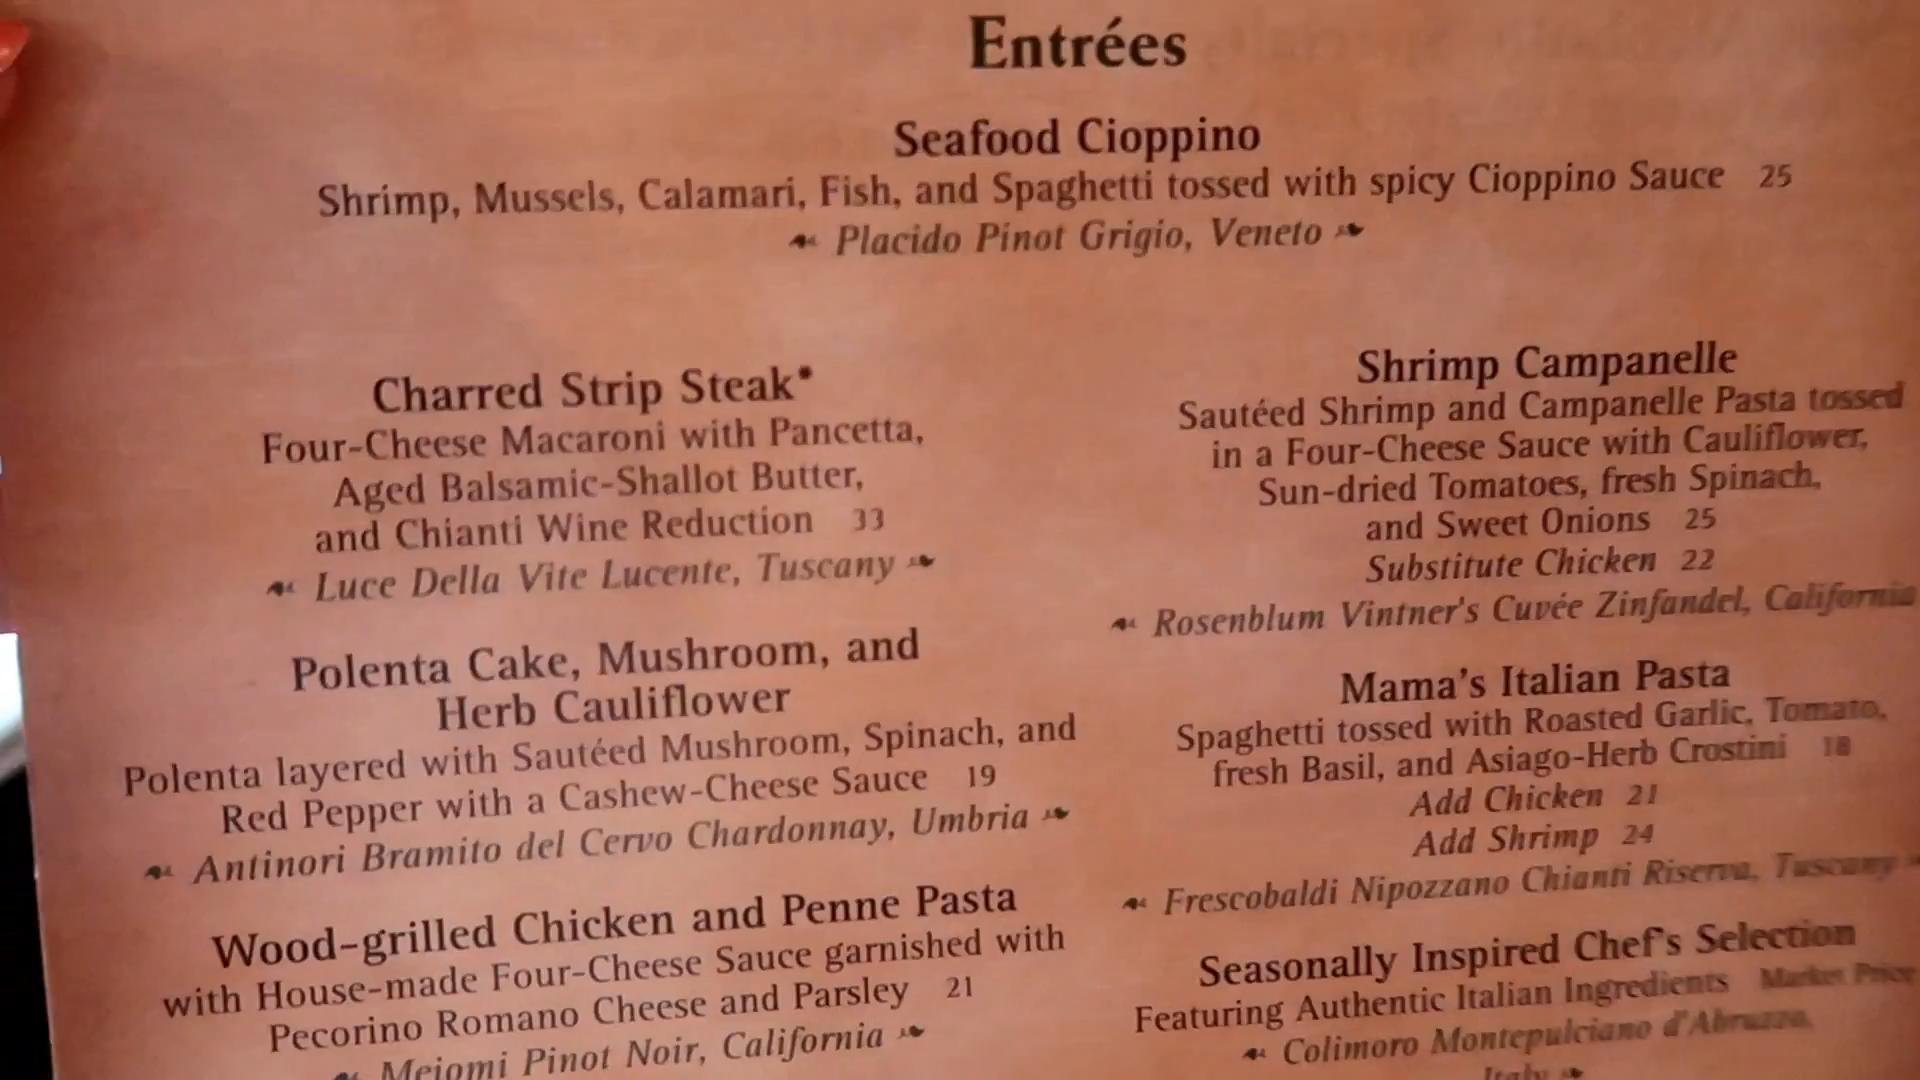 Entrées
Seafood Cioppino
Shrimp, Mussels, Calamari, Fish, and Spaghetti tossed with spicy Cioppino Sauce 25
Placido Pinot Grigio, Veneto
Charred Strip Steak*
Four-Cheese Macaroni with Pancetta,
Aged Balsamic-Shallot Butter,
and Chianti Wine Reduction 33
Luce Della Vite Lucente, Tuscany
Polenta Cake, Mushroom, and
Herb Cauliflower
Polenta layered with Sautéed Mushroom, Spinach, and
Red Pepper with a Cashew-Cheese Sauce 19
Antinori Bramito del Cervo Chardonnay, Umbria
Wood-grilled Chicken and Penne Pasta
with House-made Four-Cheese Sauce garnished with
Pecorino Romano Cheese and Parsley 21
Meiomi Pinot Noir, California
Shrimp Campanelle
Sautéed Shrimp and Campanelle Pasta tossed
in a Four-Cheese Sauce with Cauliflower,
Sun-dried Tomatoes, fresh Spinach,
and Sweet Onions 25
Substitute Chicken 22
Rosenblum Vintner's Cuvée Zinfandel, California
Mama's Italian Pasta
Spaghetti tossed with Roasted Garlic, Tomato,
fresh Basil, and Asiago-Herb Crostini 18
Add Chicken 21
Add Shrimp 24
Frescobaldi Nipozzano Chianti Riserva, Tuscany
Seasonally Inspired Chef's Selection
Featuring Authentic Italian Ingredients Market Price
Colimoro Montepulciano d'Abruzzo,
Italy